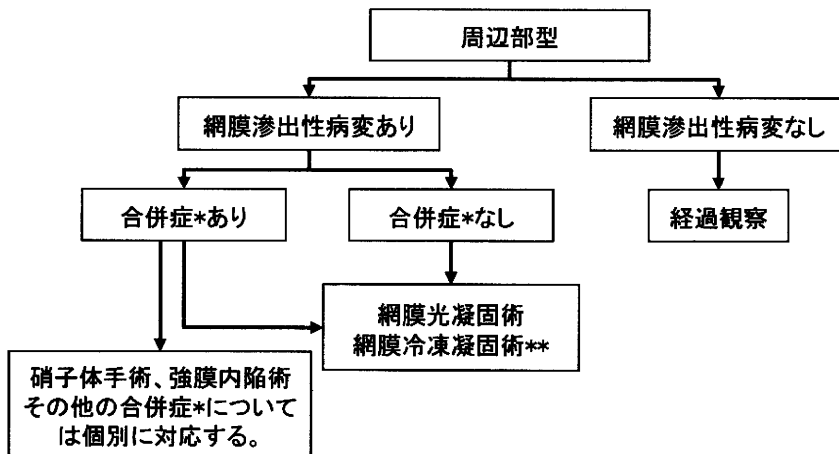 周辺部型
網膜滲出性病変あり
網膜滲出性病変なし
合併症*あり
合併症*なし
経過観察
網膜光凝固術
網膜冷凍凝固術**
硝子体手術、強膜内陥術
その他の合併症*について
は個別に対応する。